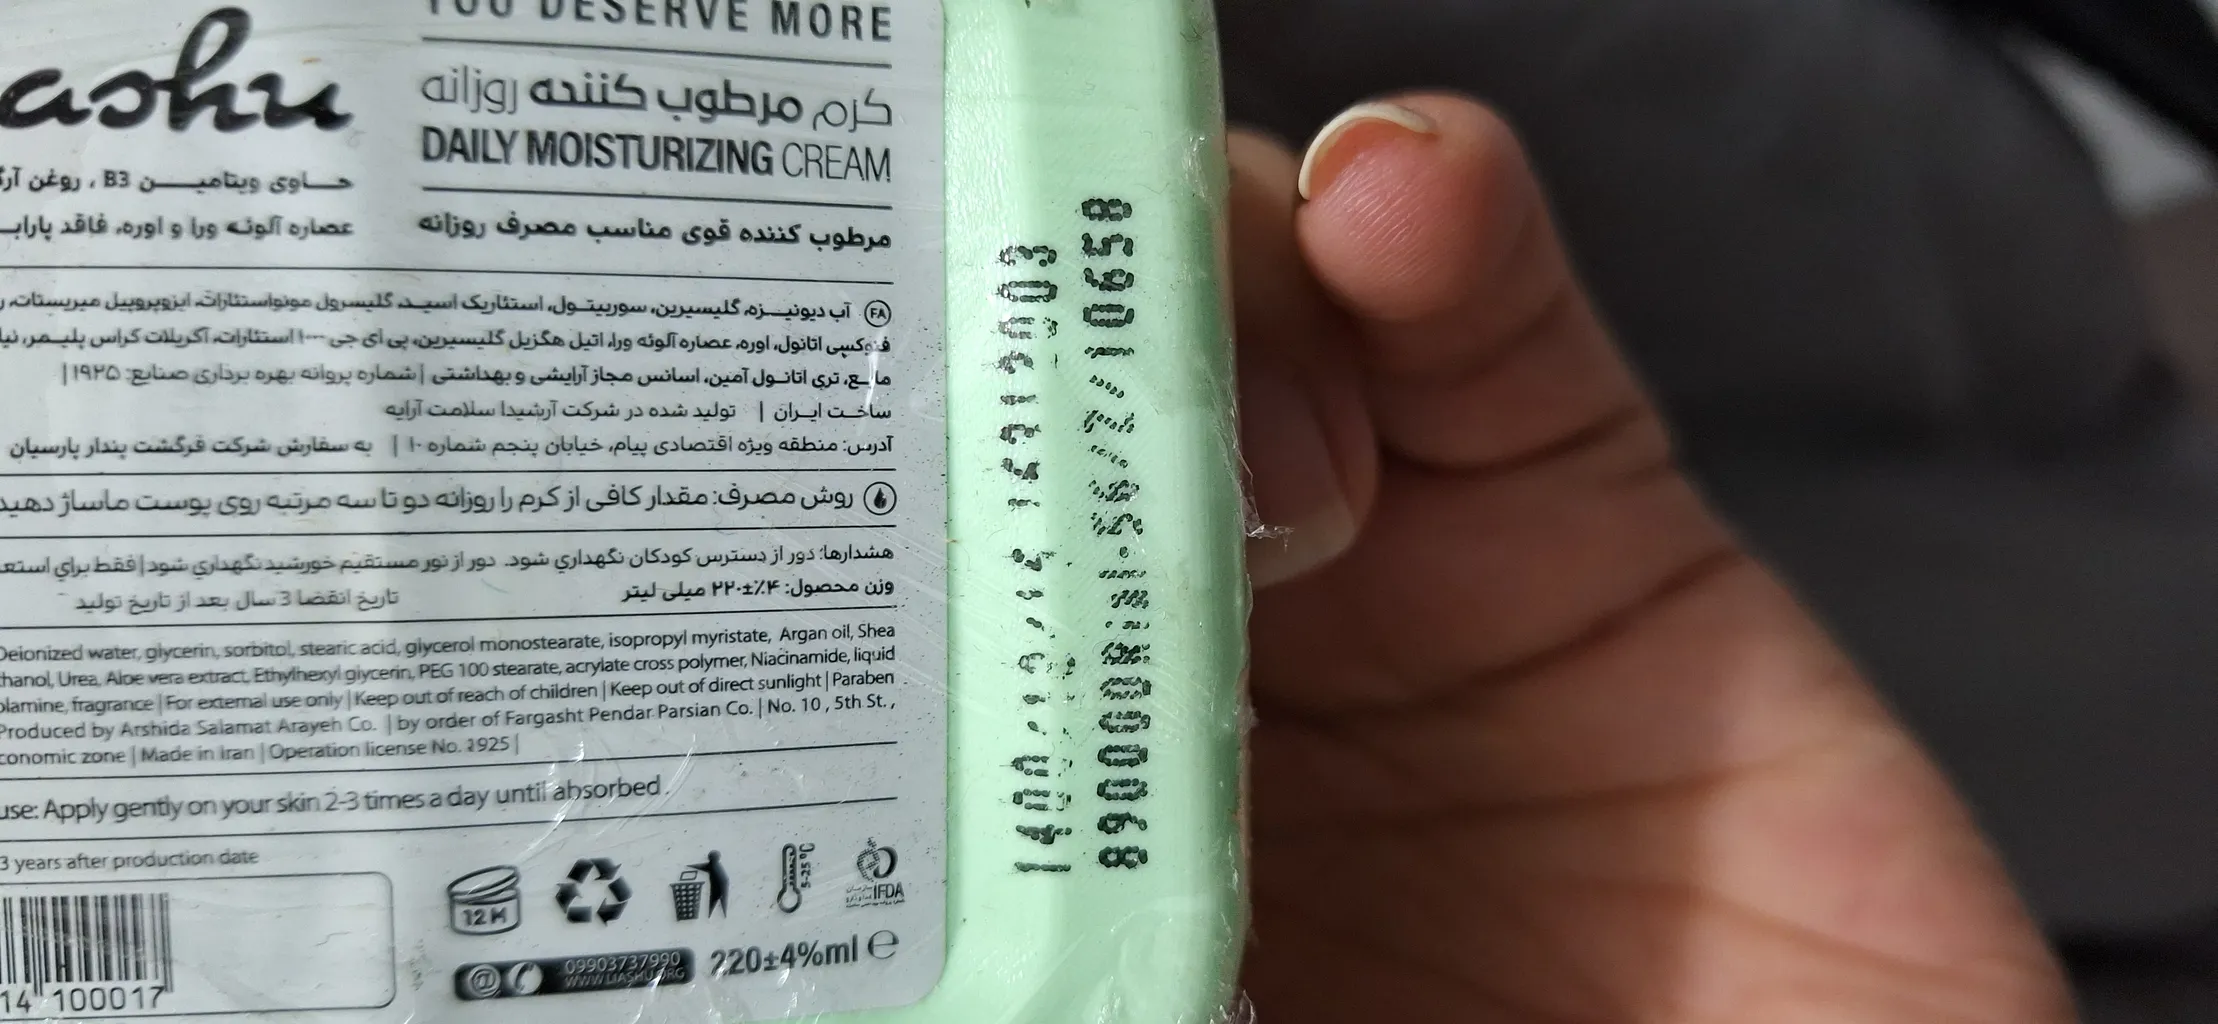 YOU DESERVE MORE
ashu
کرم مرطوب کننده روزانه
DAILY MOISTURIZING CREAM
حاوی ویتامین B3 ، روغن
عصاره آلوئه ورا و اوره، فاقد
مرطوب کننده قوی مناسب مصرف روزانه
FA آب دیونیزه، گلیسیرین، سوربیتول، استئاریک اسید، گلیسرول مونواستئارات، ایزوپروپیل میریستات،
فنوکسی اتانول، اوره، عصاره آلوئه ورا، اتیل هگزیل گلیسیرین، پی ای جی ۱۰۰ استئارات، آکریلات کراس پلیمر،
مایع، تری اتانول آمین، اسانس مجاز آرایشی و بهداشتی | شماره پروانه بهره برداری صنایع: ۱۹۲۵ |
ساخت ایران | تولید شده در شرکت آرشیدا سلامت آرایه
آدرس: منطقه ویژه اقتصادی پیام، خیابان پنجم شماره ۱۰ | به سفارش شرکت فرگشت پندار پارسیان
روش مصرف: مقدار کافی از کرم را روزانه دو تا سه مرتبه روی پوست ماساژ دهید
هشدارها: دور از دسترس کودکان نگهداري شود. دور از نور مستقیم خورشید نگهداري شود | فقط براي
وزن محصول: ۴٪±۲۲۰ میلی لیتر
تاریخ انقضا 3 سال بعد از تاریخ تولید
Deionized water, glycerin, sorbitol, stearic acid, glycerol monostearate, isopropyl myristate, Argan oil, Shea
thanol, Urea, Aloe vera extract, Ethylhexyl glycerin, PEG 100 stearate, acrylate cross polymer, Niacinamide, liquid
olamine, fragrance | For external use only | Keep out of reach of children | Keep out of direct sunlight | Paraben
Produced by Arshida Salamat Arayeh Co. | by order of Fargasht Pendar Parsian Co. | No. 10 , 5th St. ,
conomic zone | Made in Iran | Operation license No. 1925 |
use: Apply gently on your skin 2-3 times a day until absorbed .
3 years after production date
12 M
5-25 °C
IFDA
09903737990
WWW.LIASHU.ORG
220±4%ml e
14 100017